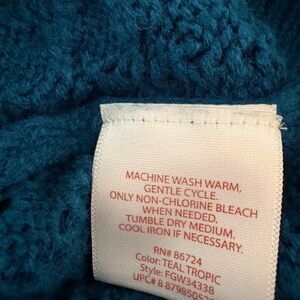 MACHINE WASH WARM,
GENTLE CYCLE.
ONLY NON-CHLORINE BLEACH
WHEN NEEDED.
TUMBLE DRY MEDIUM.
COOL IRON IF NECESSARY.
RN# 86724
Color: TEAL TROPIC
Style: FGW34338
UPC# 8 8798508